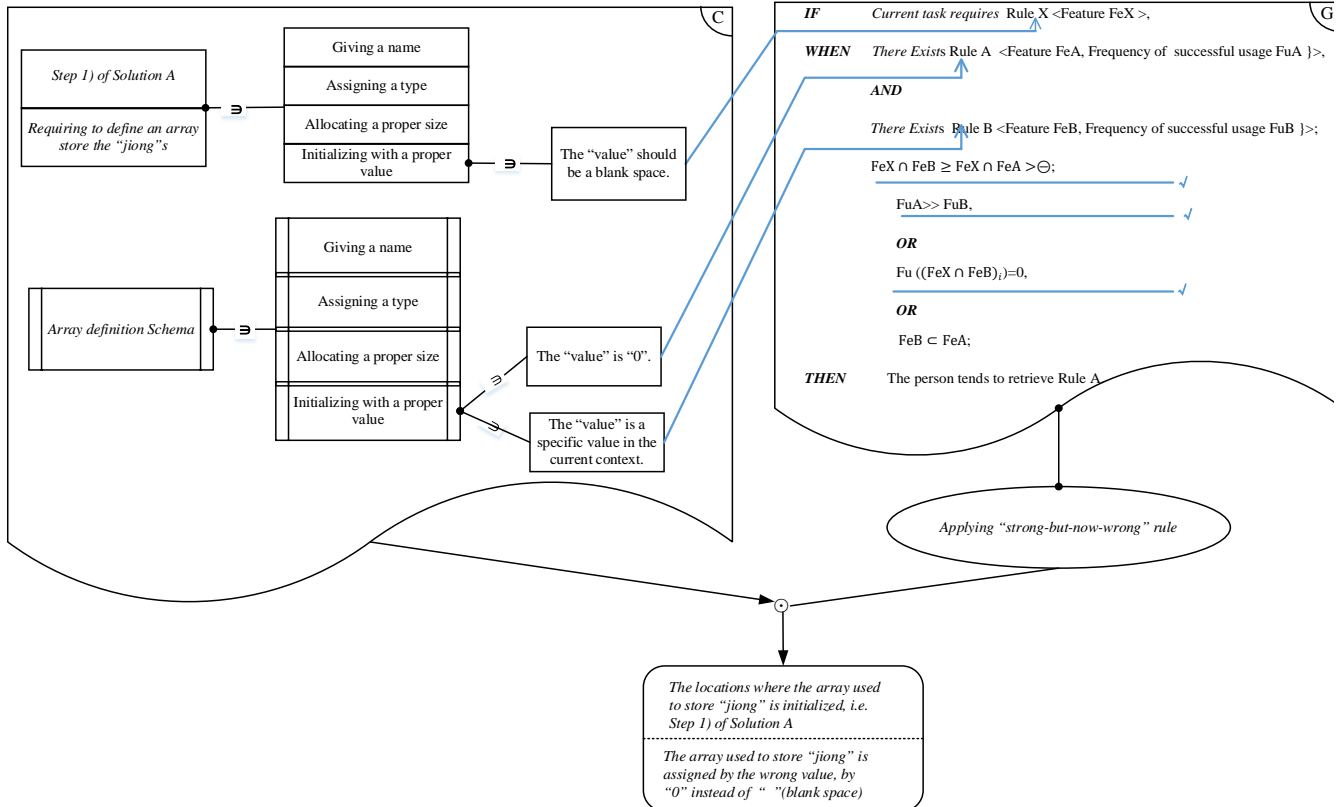 C
Step 1) of Solution A
Requiring to define an array
store the “jiong”s
∍
Giving a name
Assigning a type
Allocating a proper size
Initializing with a proper
value
∍
The “value” should
be a blank space.
Array definition Schema
∍
Giving a name
Assigning a type
Allocating a proper size
Initializing with a proper
value
∍
The “value” is “0”.
∍
The “value” is a
specific value in the
current context.
G
IF Current task requires Rule X <Feature FeX >,
WHEN There Exists Rule A <Feature FeA, Frequency of successful usage FuA }>,
AND
There Exists Rule B <Feature FeB, Frequency of successful usage FuB }>;
FeX ∩ FeB ≥ FeX ∩ FeA >⊖;
√
FuA>> FuB,
√
OR
Fu ((FeX ∩ FeB)ᵢ)=0,
√
OR
FeB ⊂ FeA;
THEN The person tends to retrieve Rule A
Applying “strong-but-now-wrong” rule
⊙
The locations where the array used
to store “jiong” is initialized, i.e.
Step 1) of Solution A
The array used to store “jiong” is
assigned by the wrong value, by
“0” instead of “ ”(blank space)